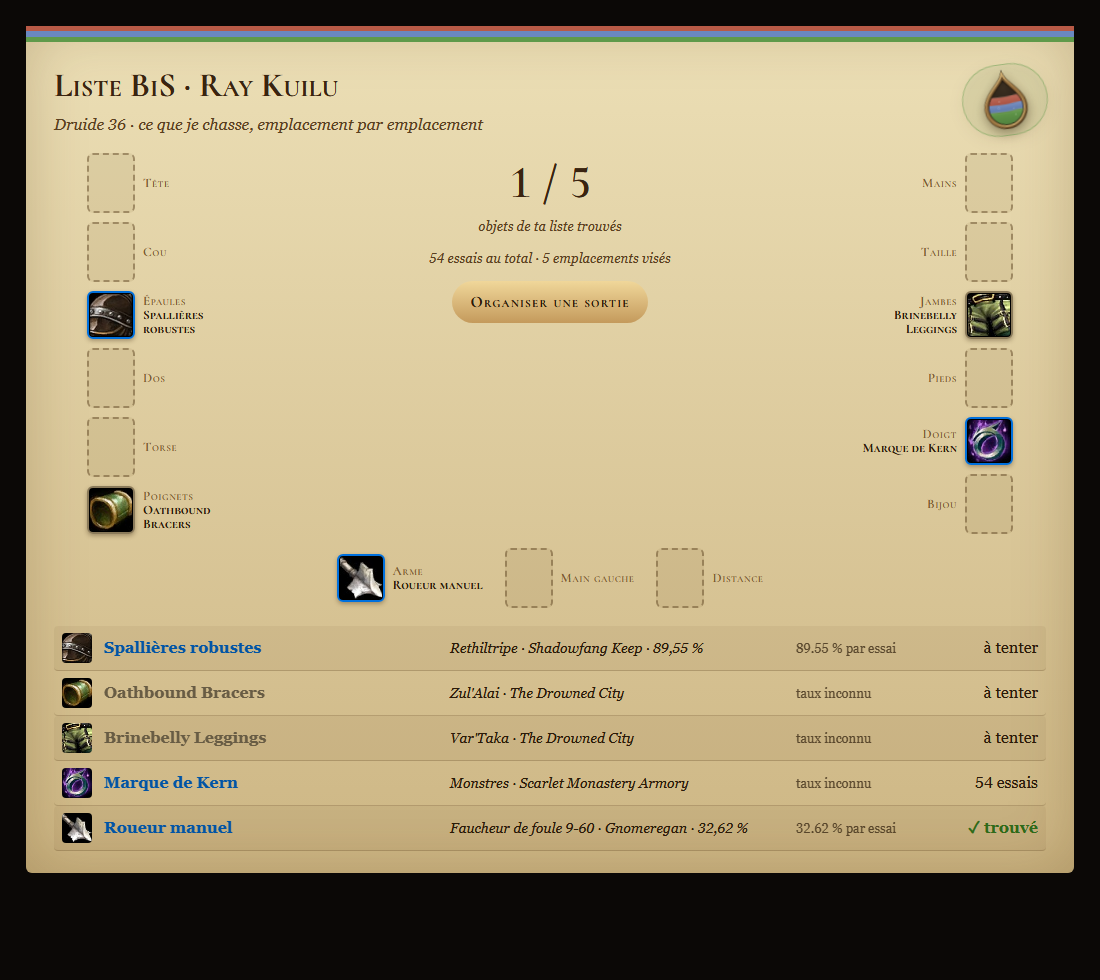 Liste BiS · Ray Kuilu
Druide 36 · ce que je chasse, emplacement par emplacement
Tête
Cou
Épaules
Spallières
robustes
Dos
Torse
Poignets
Oathbound
Bracers
1 / 5
objets de ta liste trouvés
54 essais au total · 5 emplacements visés
Organiser une sortie
Mains
Taille
Jambes
Brinebelly
Leggings
Pieds
Doigt
Marque de Kern
Bijou
Arme
Roueur manuel
Main gauche
Distance
Spallières robustes Rethiltripe · Shadowfang Keep · 89,55 % 89.55 % par essai à tenter
Oathbound Bracers Zul'Alai · The Drowned City taux inconnu à tenter
Brinebelly Leggings Var'Taka · The Drowned City taux inconnu à tenter
Marque de Kern Monstres · Scarlet Monastery Armory taux inconnu 54 essais
Roueur manuel Faucheur de foule 9-60 · Gnomeregan · 32,62 % 32.62 % par essai ✓ trouvé